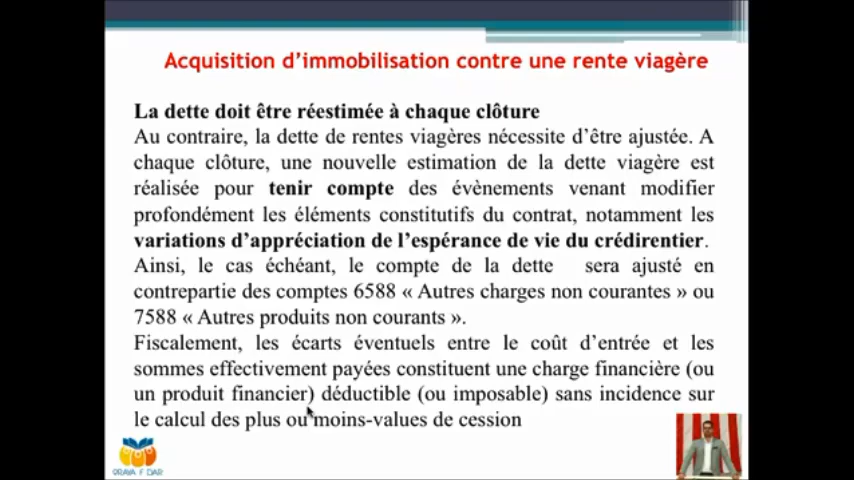 Acquisition d’immobilisation contre une rente viagère
La dette doit être réestimée à chaque clôture
Au contraire, la dette de rentes viagères nécessite d’être ajustée. A
chaque clôture, une nouvelle estimation de la dette viagère est
réalisée pour tenir compte des évènements venant modifier
profondément les éléments constitutifs du contrat, notamment les
variations d’appréciation de l’espérance de vie du crédirentier.
Ainsi, le cas échéant, le compte de la dette sera ajusté en
contrepartie des comptes 6588 « Autres charges non courantes » ou
7588 « Autres produits non courants ».
Fiscalement, les écarts éventuels entre le coût d’entrée et les
sommes effectivement payées constituent une charge financière (ou
un produit financier) déductible (ou imposable) sans incidence sur
le calcul des plus ou moins-values de cession